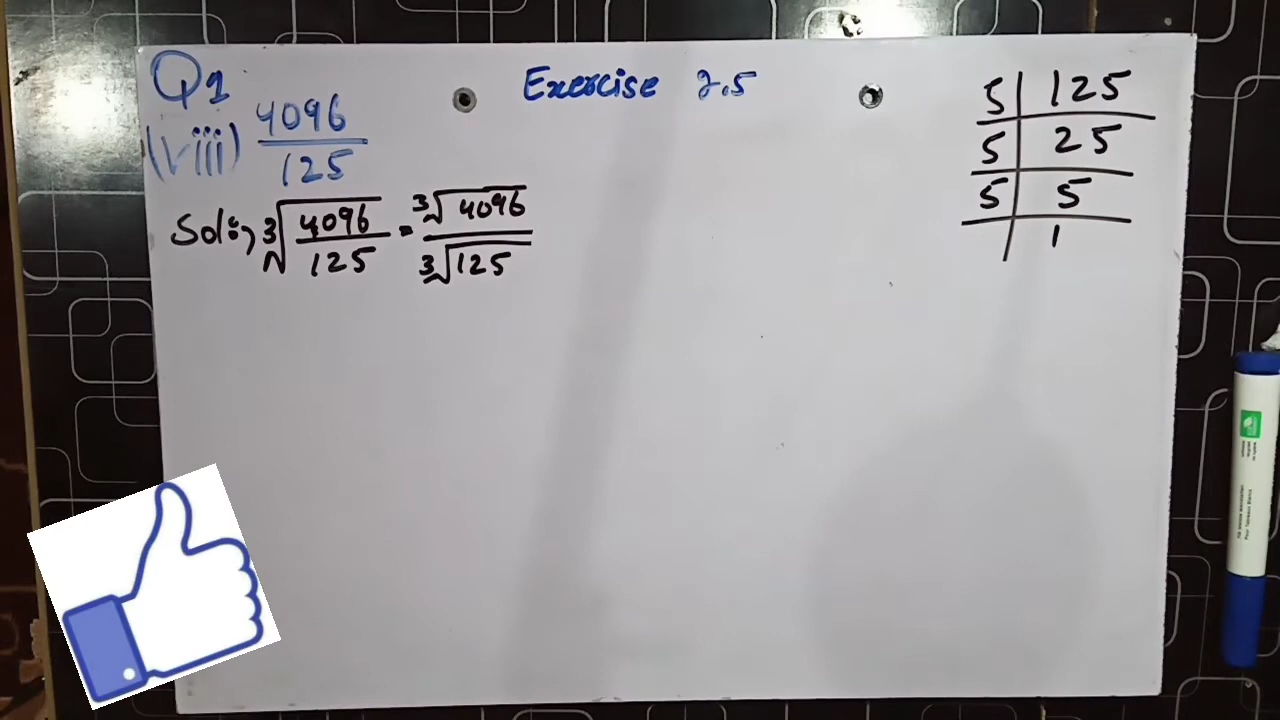 Q1
Exercise 2.5
(viii) 4096
125
Sol:, ∛(4096/125) = ∛4096/∛125
5 | 125
5 | 25
5 | 5
| 1